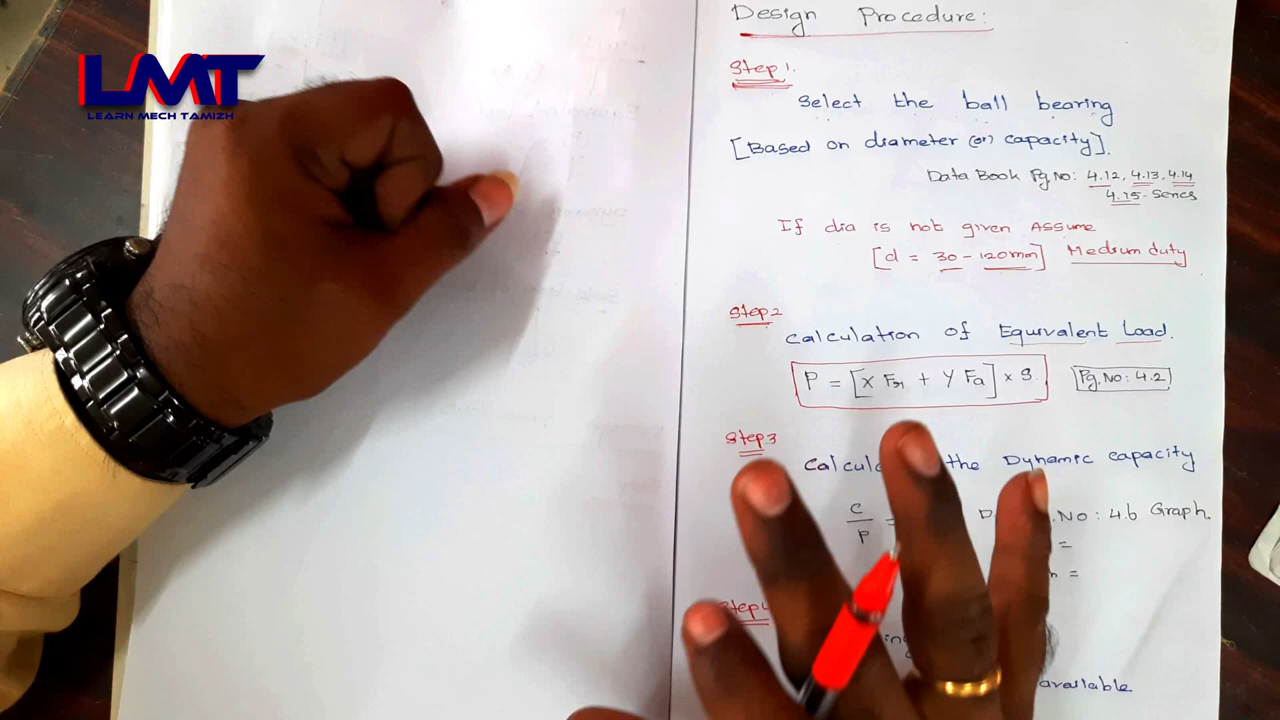 LMT
LEARN MECH TAMIZH
Design Procedure:
Step 1.
Select the ball bearing
[Based on diameter (or) capacity].
Data Book Pg.No: 4.12, 4.13, 4.14
4.15 - Series
If dia is not given Assume
[d = 30 - 120mm] Medium duty
Step 2
Calculation of Equivalent Load.
P = [X Fr + Y Fa] × S. Pg.No: 4.2
Step 3
the Dynamic capacity
C/P = No: 4.6 Graph.
=
=
Step 4
available